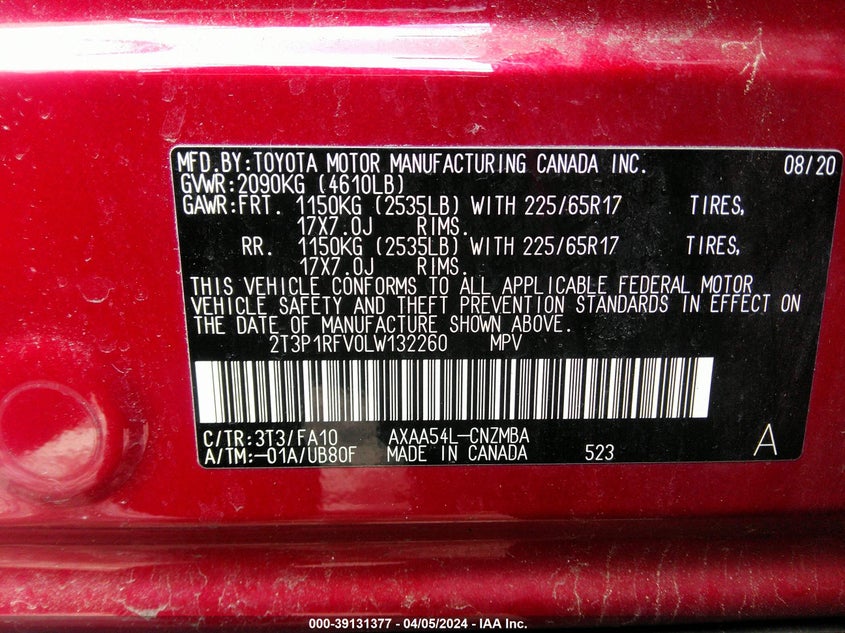 MFD.BY:TOYOTA MOTOR MANUFACTURING CANADA INC. 08/20
GVWR:2090KG (4610LB)
GAWR:FRT. 1150KG (2535LB) WITH 225/65R17 TIRES,
17X7.0J RIMS.
RR. 1150KG (2535LB) WITH 225/65R17 TIRES,
17X7.0J RIMS.
THIS VEHICLE CONFORMS TO ALL APPLICABLE FEDERAL MOTOR
VEHICLE SAFETY AND THEFT PREVENTION STANDARDS IN EFFECT ON
THE DATE OF MANUFACTURE SHOWN ABOVE.
2T3P1RFV0LW132260 MPV
C/TR:3T3/FA10 AXAA54L-CNZMBA A
A/TM:-01A/UB80F MADE IN CANADA 523
000-39131377 - 04/05/2024 - IAA Inc.